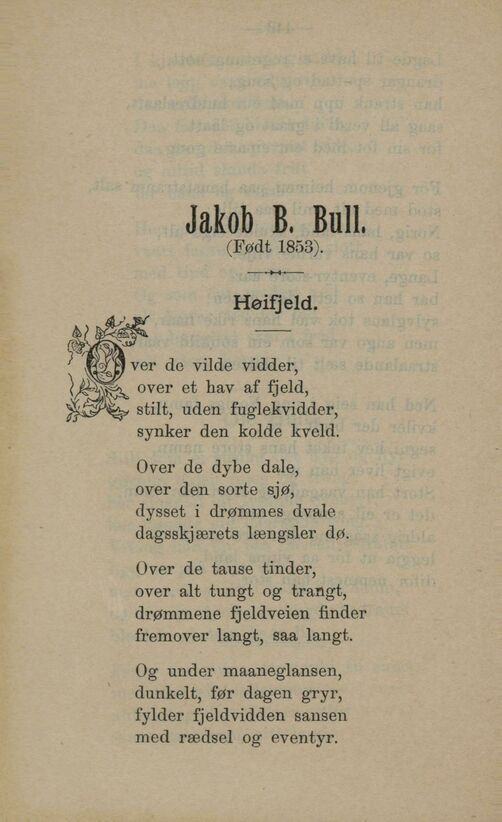 Jakob B. Bull.
(Født 1853).
Høifjeld.
Over de vilde vidder,
over et hav af fjeld,
stilt, uden fuglekvidder,
synker den kolde kveld.
Over de dybe dale,
over den sorte sjø,
dysset i drømmes dvale
dagsskjærets længsler dø.
Over de tause tinder,
over alt tungt og trangt,
drømmene fjeldveien finder
fremover langt, saa langt.
Og under maaneglansen,
dunkelt, før dagen gryr,
fylder fjeldvidden sansen
med rædsel og eventyr.